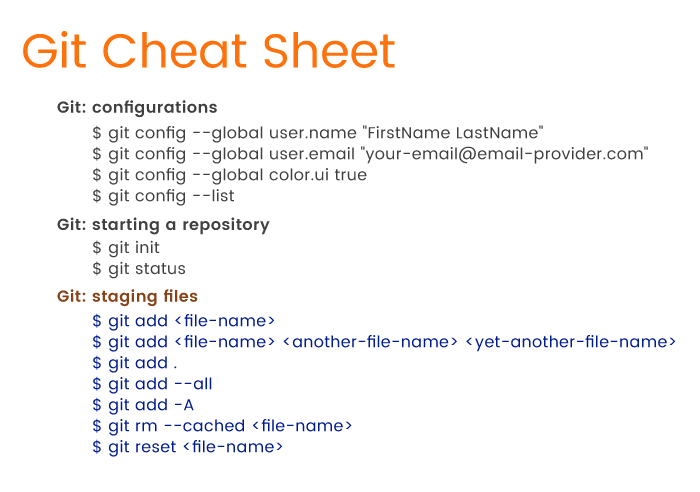 Git Cheat Sheet
Git: configurations
$ git config --global user.name "FirstName LastName"
$ git config --global user.email "your-email@email-provider.com"
$ git config --global color.ui true
$ git config --list
Git: starting a repository
$ git init
$ git status
Git: staging files
$ git add <file-name>
$ git add <file-name> <another-file-name> <yet-another-file-name>
$ git add .
$ git add --all
$ git add -A
$ git rm --cached <file-name>
$ git reset <file-name>